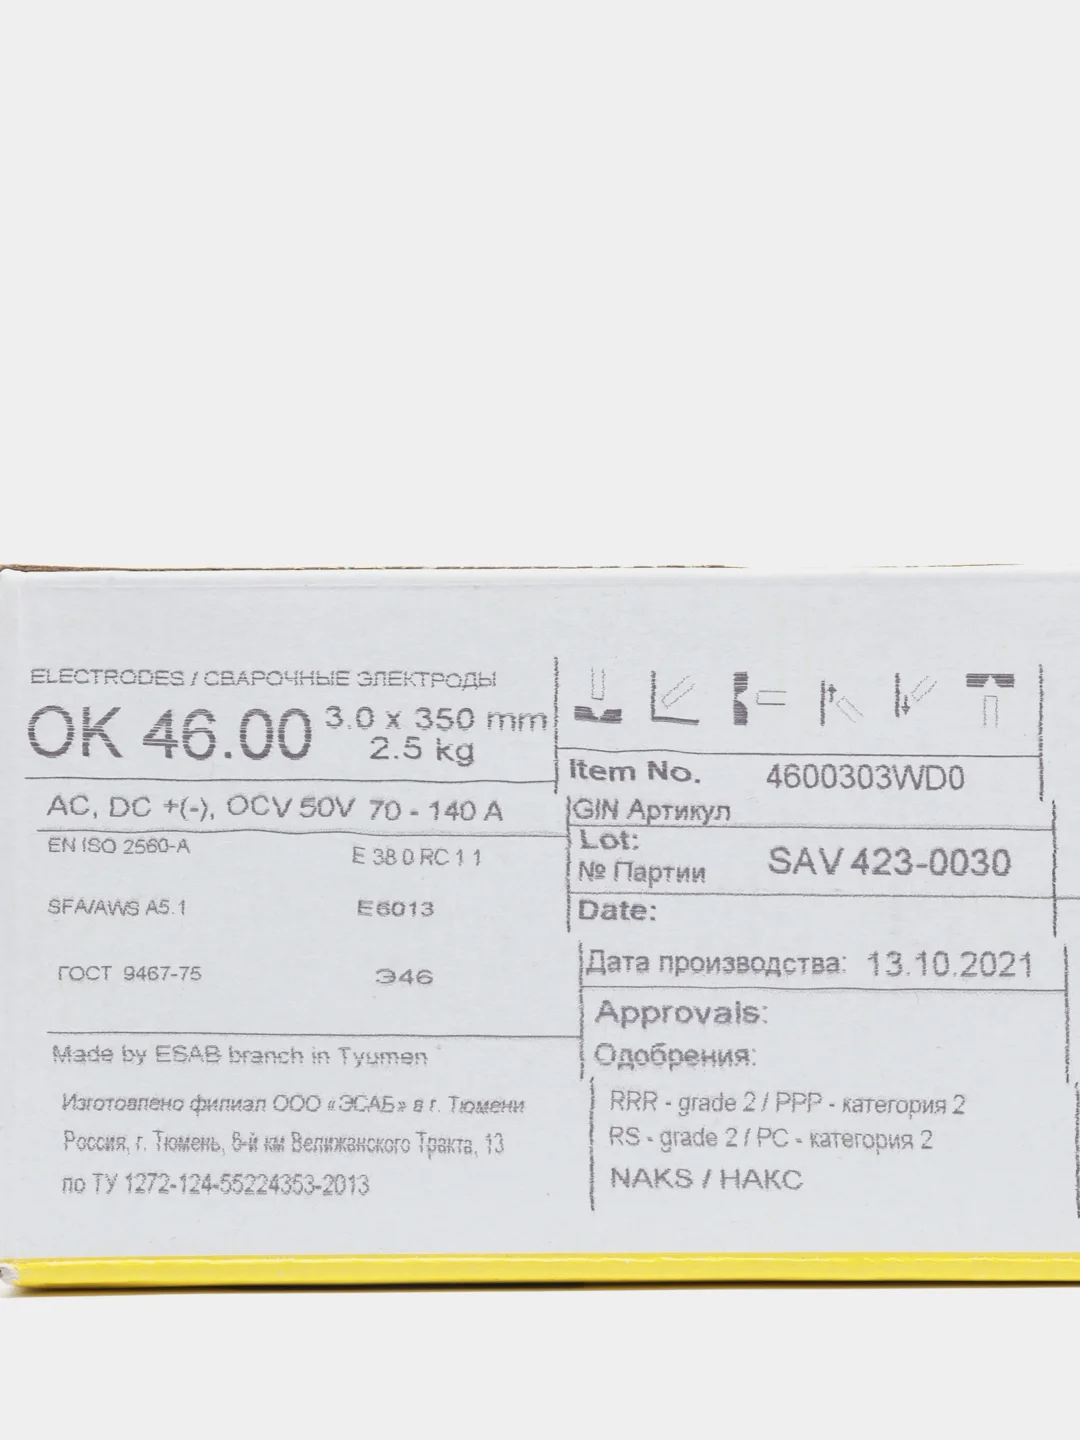 ELECTRODES / СВАРОЧНЫЕ ЭЛЕКТРОДЫ
OK 46.00 3.0 x 350 mm
2.5 kg
AC, DC +(-), OCV 50V 70 - 140 A
EN ISO 2560-A E 38 0 RC 1 1
SFA/AWS A5.1 E6013
ГОСТ 9467-75 Э46
Made by ESAB branch in Tyumen
Изготовлено филиал ООО «ЭСАБ» в г. Тюмени
Россия, г. Тюмень, 6-й км Велижанского Тракта, 13
по ТУ 1272-124-55224353-2013
Item No. 4600303WD0
GIN Артикул
Lot:
№ Партии SAV 423-0030
Date:
Дата производства: 13.10.2021
Approvals:
Одобрения:
RRR - grade 2 / РРР - категория 2
RS - grade 2 / РС - категория 2
NAKS / НАКС